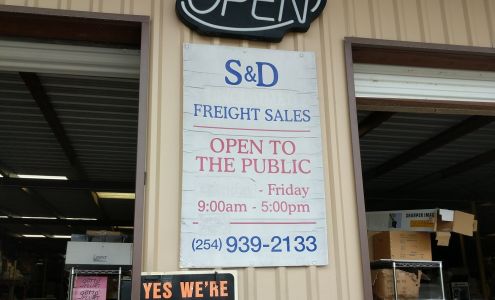 OPEN
S&D
FREIGHT SALES
OPEN TO
THE PUBLIC
- Friday
9:00am - 5:00pm
(254) 939-2133
YES WE'RE